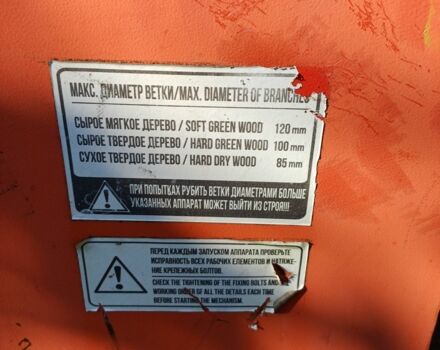 МАКС. ДИАМЕТР ВЕТКИ/MAX. DIAMETER OF BRANCHES
СЫРОЕ МЯГКОЕ ДЕРЕВО / SOFT GREEN WOOD 120 mm
СЫРОЕ ТВЕРДОЕ ДЕРЕВО / HARD GREEN WOOD 100 mm
СУХОЕ ТВЕРДОЕ ДЕРЕВО / HARD DRY WOOD 85 mm
ПРИ ПОПЫТКАХ РУБИТЬ ВЕТКИ ДИАМЕТРАМИ БОЛЬШЕ
УКАЗАННЫХ АППАРАТ МОЖЕТ ВЫЙТИ ИЗ СТРОЯ!!!
ПЕРЕД КАЖДЫМ ЗАПУСКОМ АППАРАТА ПРОВЕРЬТЕ
ИСПРАВНОСТЬ ВСЕХ РАБОЧИХ ЕЛЕМЕНТОВ И НАТЯЖЕ-
НИЕ КРЕПЕЖНЫХ БОЛТОВ.
CHECK THE TIGHTENING OF THE FIXING BOLTS AND
WORKING ORDER OF ALL THE DETAILS EACH TIME
BEFORE STARTING THE MECHANISM.